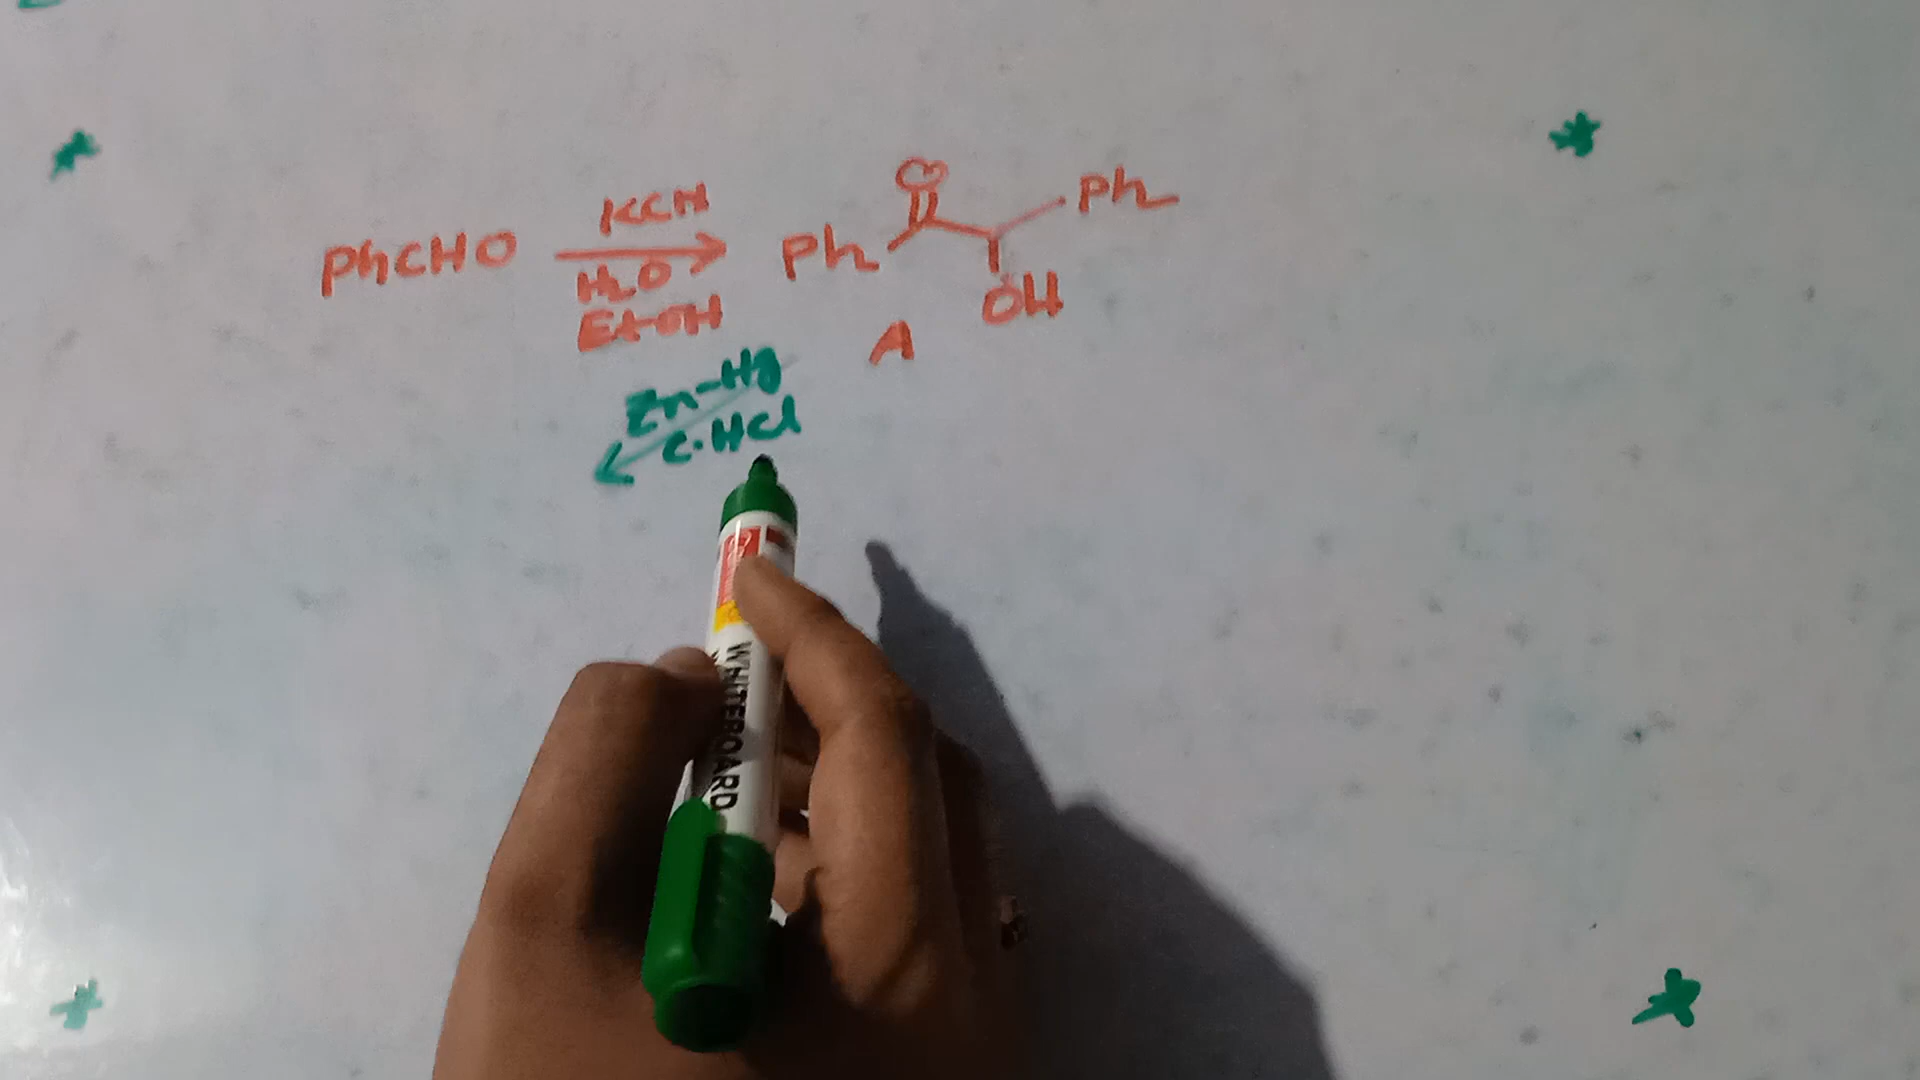 PhCHO
KCN
H₂O
EtOH
O
Ph
Ph
OH
A
Zn-Hg
C.HCl
WHITEBOARD